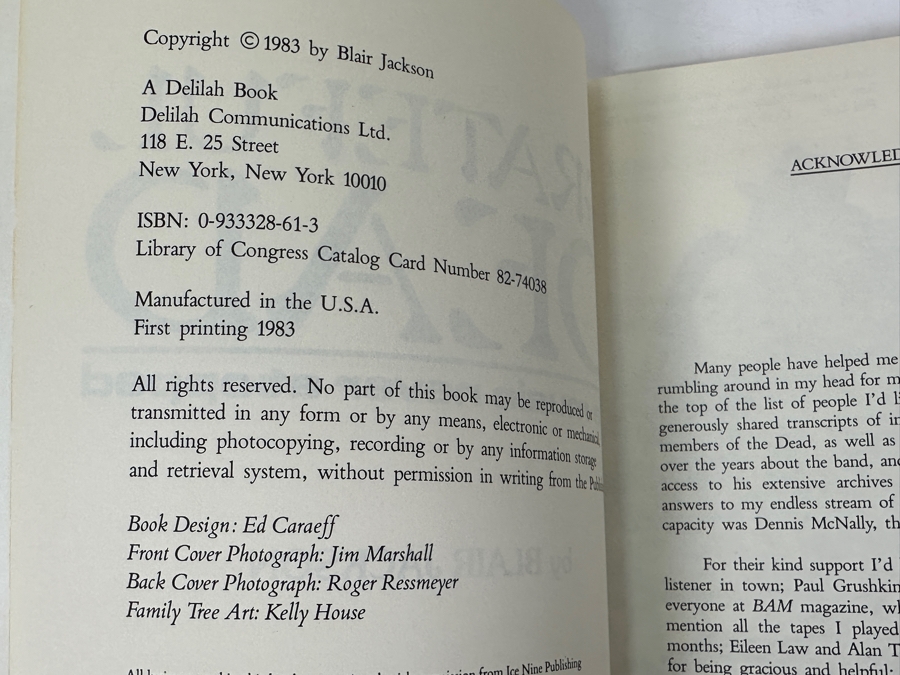 Copyright © 1983 by Blair Jackson
A Delilah Book
Delilah Communications Ltd.
118 E. 25 Street
New York, New York 10010
ISBN: 0-933328-61-3
Library of Congress Catalog Card Number 82-74038
Manufactured in the U.S.A.
First printing 1983
All rights reserved. No part of this book may be reproduced or
transmitted in any form or by any means, electronic or mechanical,
including photocopying, recording or by any information storage
and retrieval system, without permission in writing from the
Book Design: Ed Caraeff
Front Cover Photograph: Jim Marshall
Back Cover Photograph: Roger Ressmeyer
Family Tree Art: Kelly House
from Ice Nine Publishing
ACKNOWLED
Many people have helped me
rumbling around in my head for m
the top of the list of people I'd l
generously shared transcripts of in
members of the Dead, as well as
over the years about the band, and
access to his extensive archives
answers to my endless stream of
capacity was Dennis McNally, th
For their kind support I'd
listener in town; Paul Grushkin
everyone at BAM magazine, wh
mention all the tapes I played
months; Eileen Law and Alan T
for being gracious and helpful;